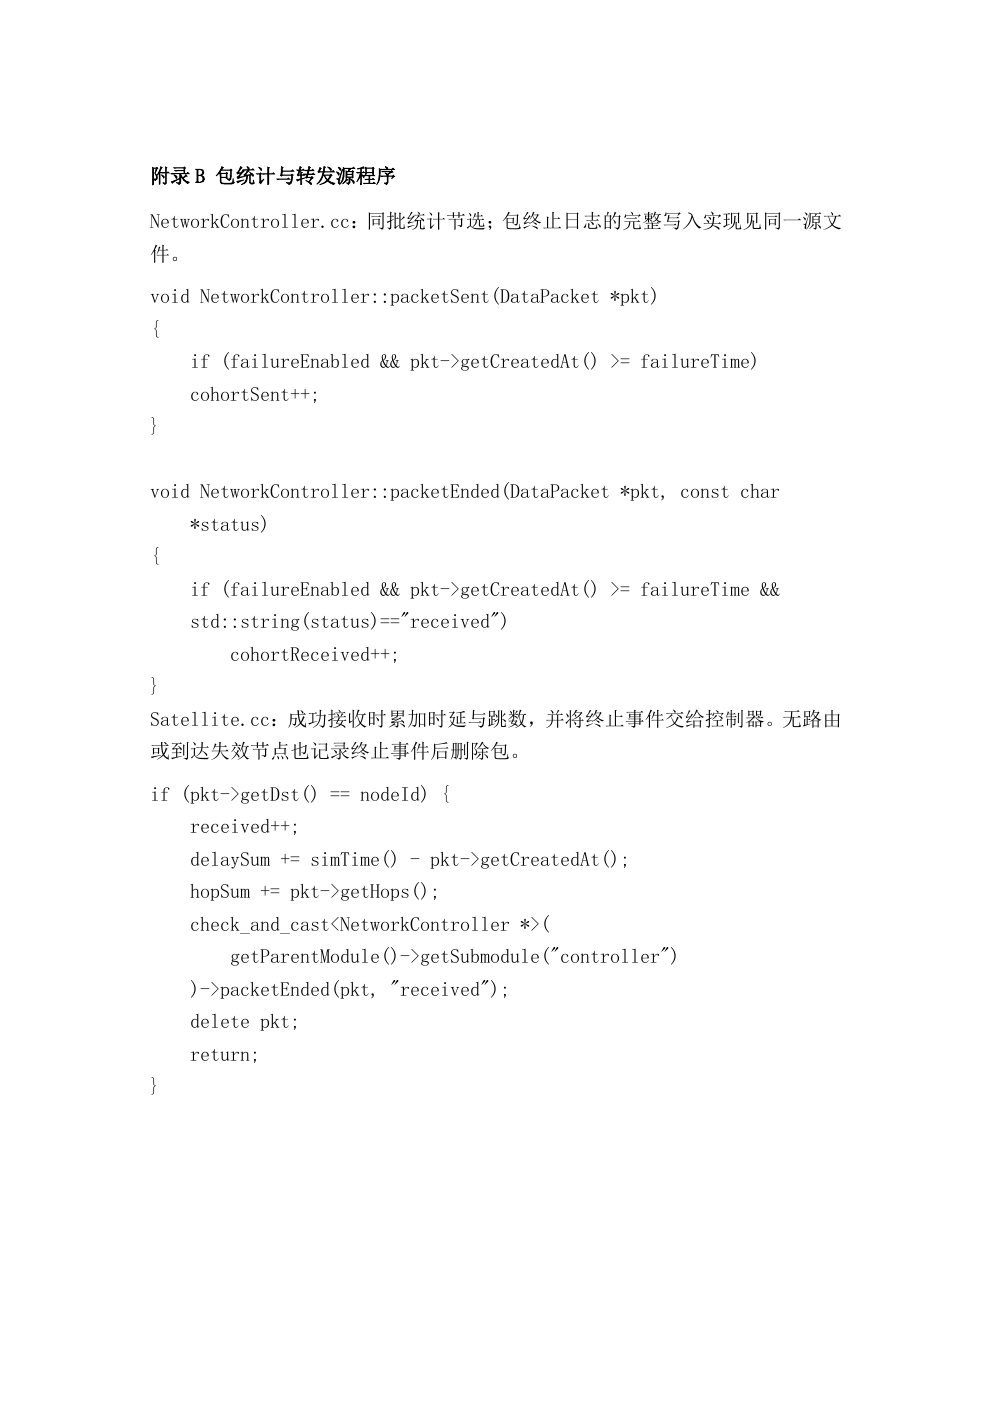 附录 B 包统计与转发源程序
NetworkController.cc：同批统计节选；包终止日志的完整写入实现见同一源文
件。
void NetworkController::packetSent(DataPacket *pkt)
{
    if (failureEnabled && pkt->getCreatedAt() >= failureTime)
    cohortSent++;
}
void NetworkController::packetEnded(DataPacket *pkt, const char
    *status)
{
    if (failureEnabled && pkt->getCreatedAt() >= failureTime &&
    std::string(status)=="received")
        cohortReceived++;
}
Satellite.cc：成功接收时累加时延与跳数，并将终止事件交给控制器。无路由
或到达失效节点也记录终止事件后删除包。
if (pkt->getDst() == nodeId) {
    received++;
    delaySum += simTime() - pkt->getCreatedAt();
    hopSum += pkt->getHops();
    check_and_cast<NetworkController *>(
        getParentModule()->getSubmodule("controller")
    )->packetEnded(pkt, "received");
    delete pkt;
    return;
}